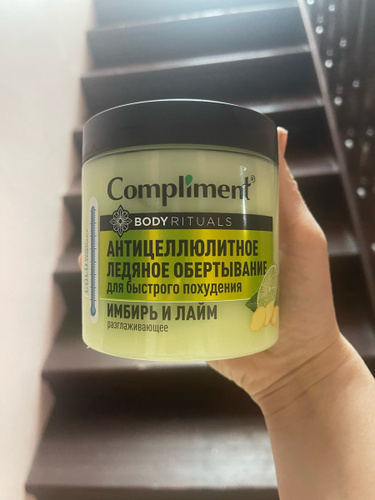 Compliment®
BODY RITUALS
АНТИЦЕЛЛЮЛИТНОЕ
ЛЕДЯНОЕ ОБЕРТЫВАНИЕ
для быстрого похудения
ИМБИРЬ И ЛАЙМ
разглаживающее